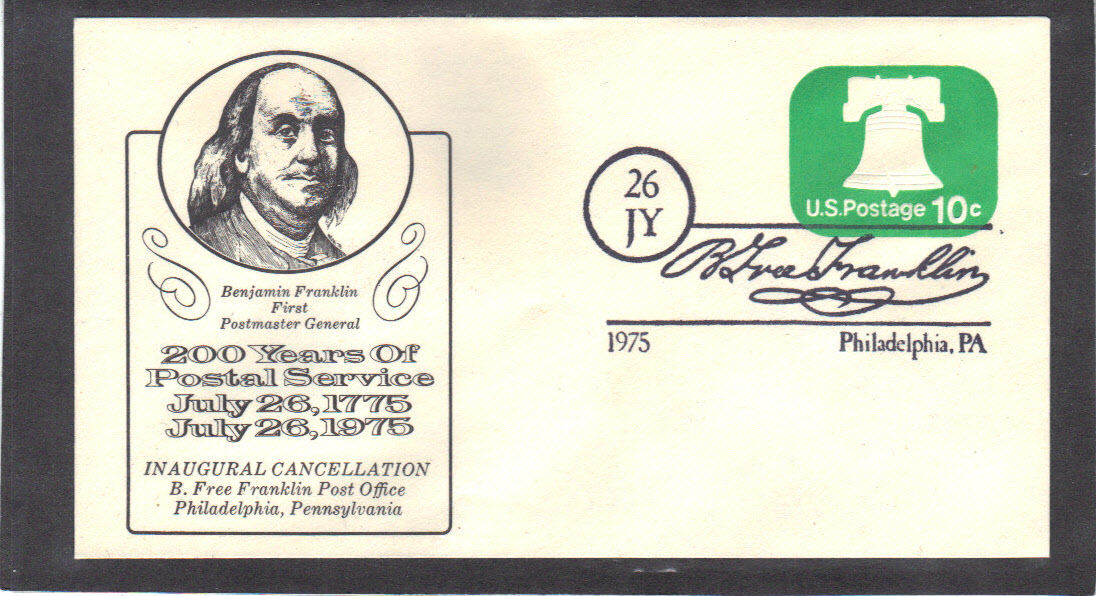 Benjamin Franklin
First
Postmaster General
200 Years Of
Postal Service
July 26, 1775
July 26, 1975
INAUGURAL CANCELLATION
B. Free Franklin Post Office
Philadelphia, Pennsylvania
U.S. Postage 10c
26
JY
B Free Franklin
1975 Philadelphia, PA